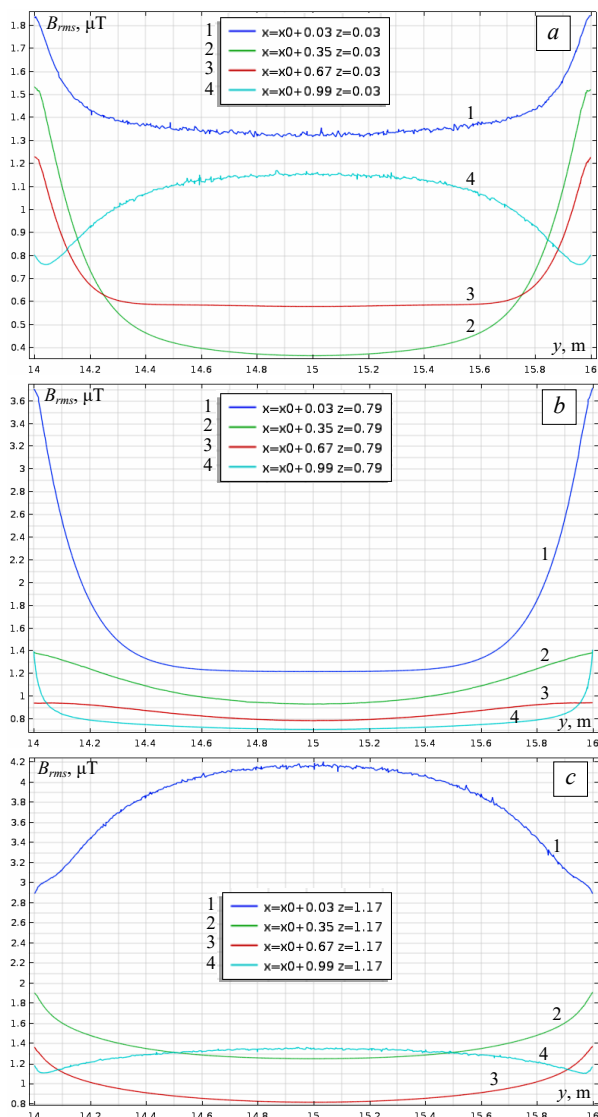 B_rms, μT
a
1 x=x0+0.03 z=0.03
2 x=x0+0.35 z=0.03
3 x=x0+0.67 z=0.03
4 x=x0+0.99 z=0.03
1.8
1.7
1.6
1.5
1.4
1.3
1.2
1.1
1
0.9
0.8
0.7
0.6
0.5
0.4
1
4
3
2
y, m
14 14.2 14.4 14.6 14.8 15 15.2 15.4 15.6 15.8 16
B_rms, μT
b
1 x=x0+0.03 z=0.79
2 x=x0+0.35 z=0.79
3 x=x0+0.67 z=0.79
4 x=x0+0.99 z=0.79
3.6
3.4
3.2
3
2.8
2.6
2.4
2.2
2
1.8
1.6
1.4
1.2
1
0.8
1
2
3
4
y, m
14 14.2 14.4 14.6 14.8 15 15.2 15.4 15.6 15.8 16
B_rms, μT
c
4.2
4
3.8
3.6
3.4
3.2
3
2.8
2.6
2.4
2.2
2
1.8
1.6
1.4
1.2
1
0.8
1
1 x=x0+0.03 z=1.17
2 x=x0+0.35 z=1.17
3 x=x0+0.67 z=1.17
4 x=x0+0.99 z=1.17
2
4
3
y, m
14 14.2 14.4 14.6 14.8 15 15.2 15.4 15.6 15.8 16